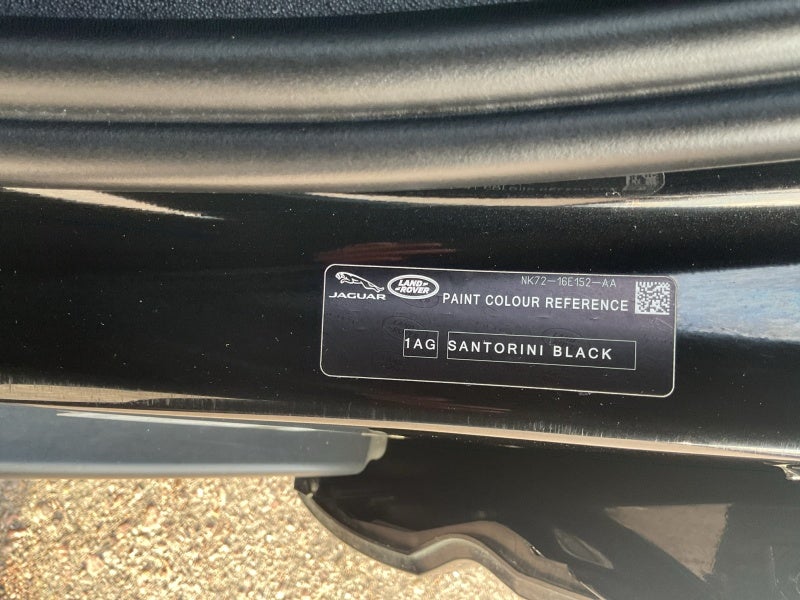 NK72-16E152-AA
JAGUAR
LAND ROVER
PAINT COLOUR REFERENCE
1AG SANTORINI BLACK